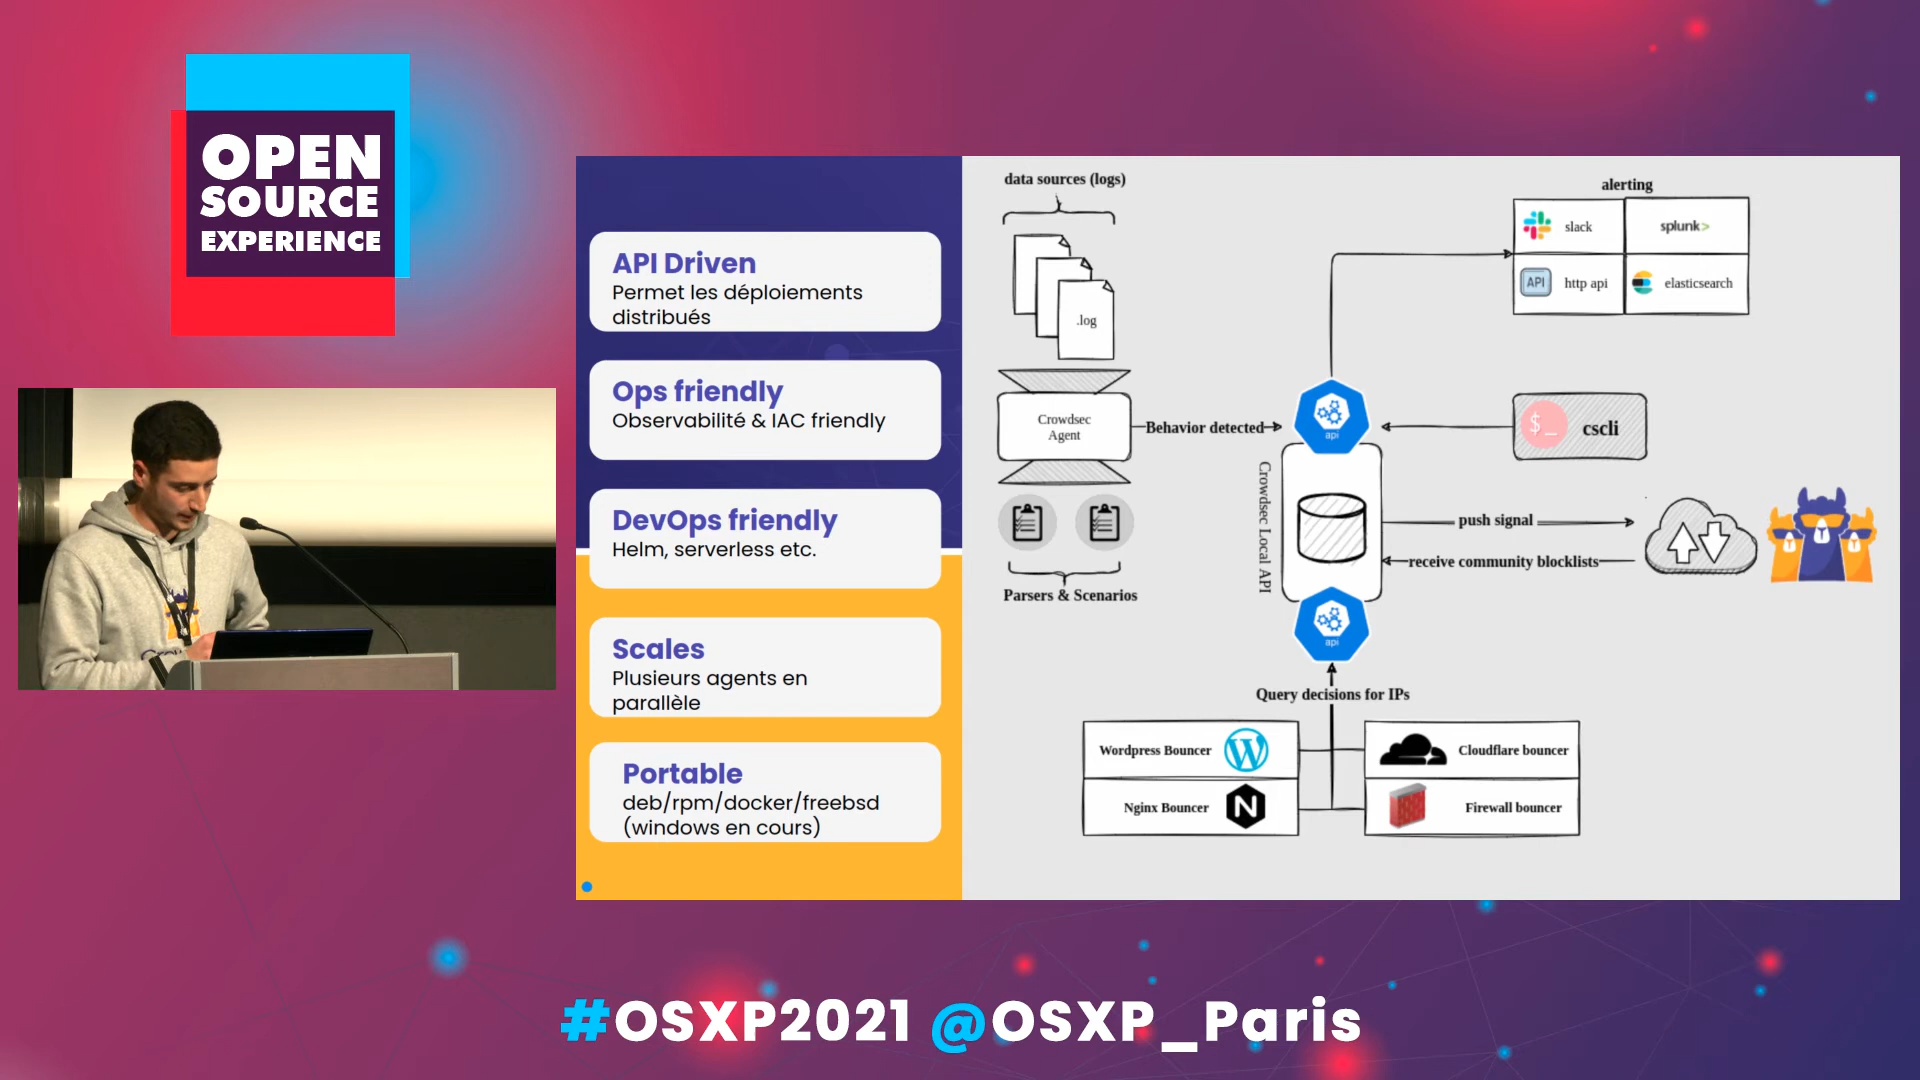 OPEN
SOURCE
EXPERIENCE
API Driven
Permet les déploiements
distribués
Ops friendly
Observabilité & IAC friendly
DevOps friendly
Helm, serverless etc.
Scales
Plusieurs agents en
parallèle
Portable
deb/rpm/docker/freebsd
(windows en cours)
data sources (logs)
.log
Crowdsec
Agent
Parsers & Scenarios
Behavior detected
api
Crowdsec Local API
api
alerting
slack
splunk>
API
http api
elasticsearch
$_
cscli
push signal
receive community blocklists
Query decisions for IPs
Wordpress Bouncer
W
Cloudflare bouncer
Nginx Bouncer
N
Firewall bouncer
#OSXP2021 @OSXP_Paris